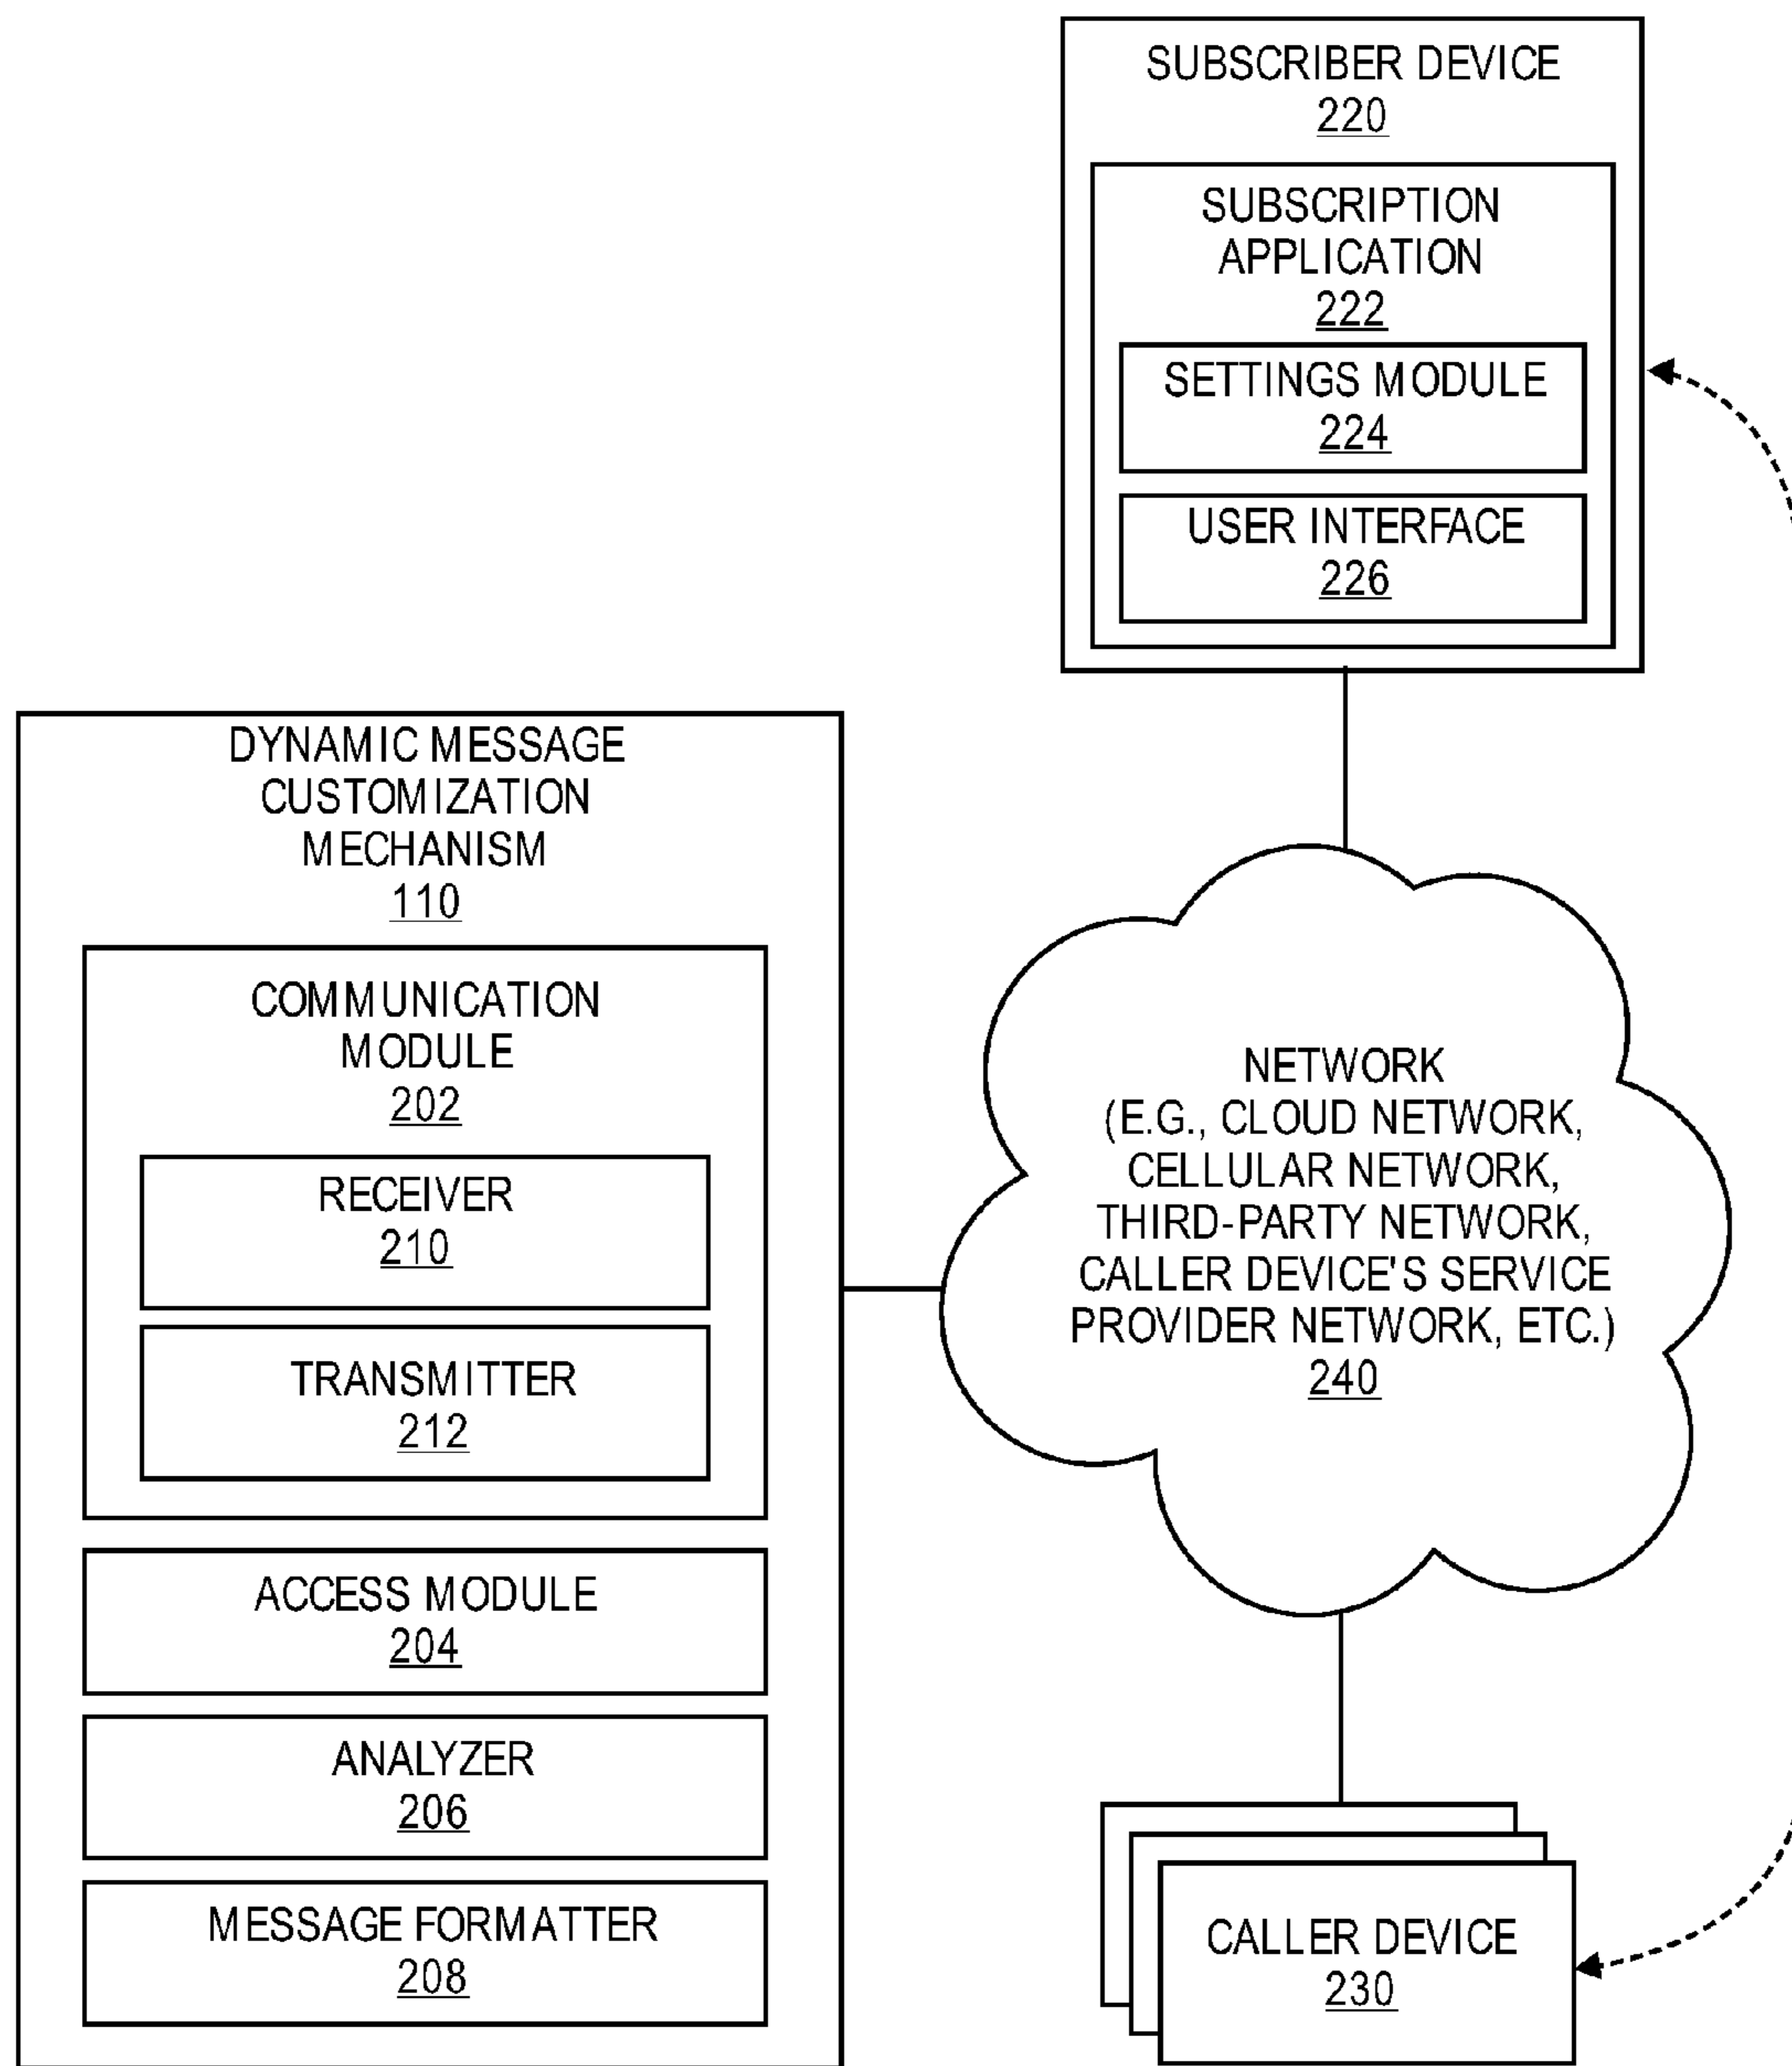 SUBSCRIBER DEVICE
220
SUBSCRIPTION
APPLICATION
222
SETTINGS MODULE
224
USER INTERFACE
226
DYNAMIC MESSAGE
CUSTOMIZATION
MECHANISM
110
COMMUNICATION
MODULE
202
RECEIVER
210
TRANSMITTER
212
ACCESS MODULE
204
ANALYZER
206
MESSAGE FORMATTER
208
NETWORK
(E.G., CLOUD NETWORK,
CELLULAR NETWORK,
THIRD-PARTY NETWORK,
CALLER DEVICE'S SERVICE
PROVIDER NETWORK, ETC.)
240
CALLER DEVICE
230